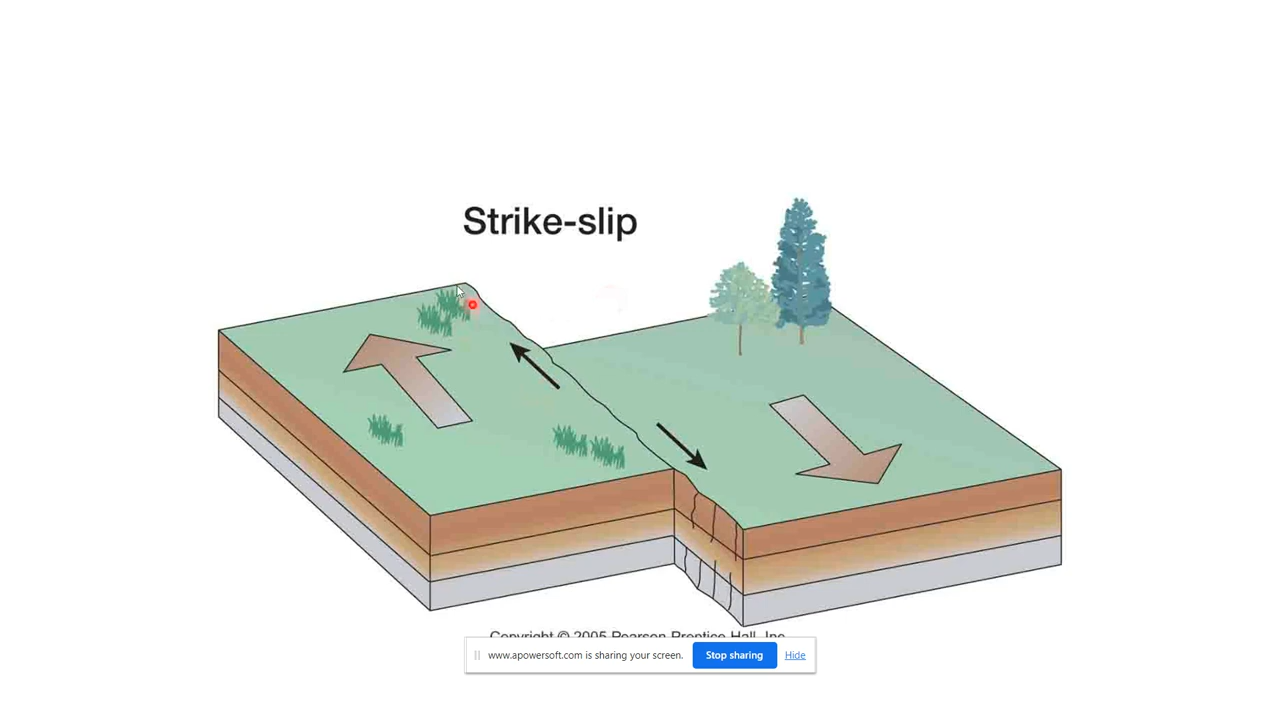 Strike-slip
Copyright © 2005 Pearson Prentice Hall, Inc.
www.apowersoft.com is sharing your screen.
Stop sharing
Hide